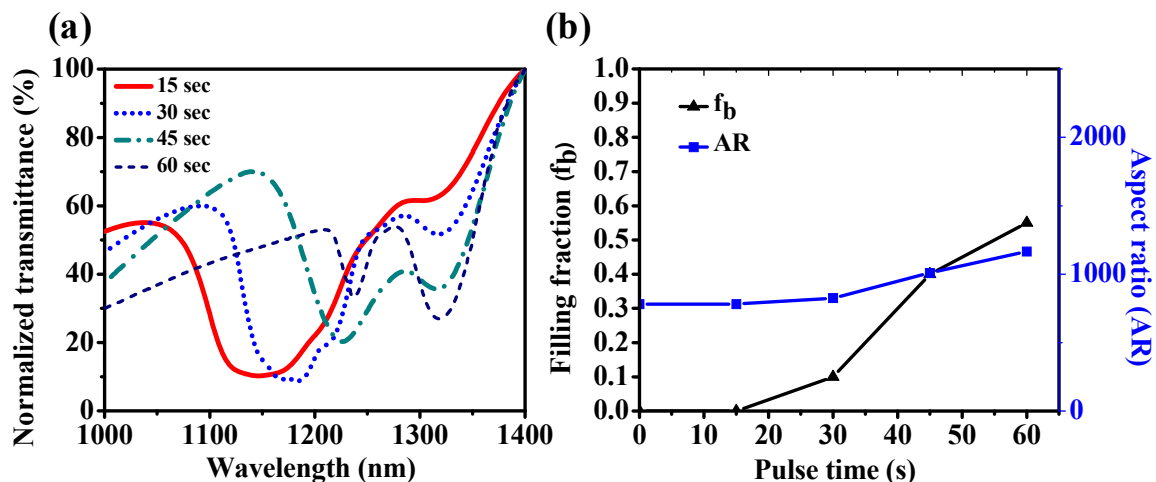 (a)
Normalized transmittance (%)
100
80
60
40
20
0
15 sec
30 sec
45 sec
60 sec
1000
1100
1200
1300
1400
Wavelength (nm)
(b)
Filling fraction (fb)
1.0
0.9
0.8
0.7
0.6
0.5
0.4
0.3
0.2
0.1
0.0
fb
AR
0
10
20
30
40
50
60
Pulse time (s)
2000
1000
0
Aspect ratio (AR)